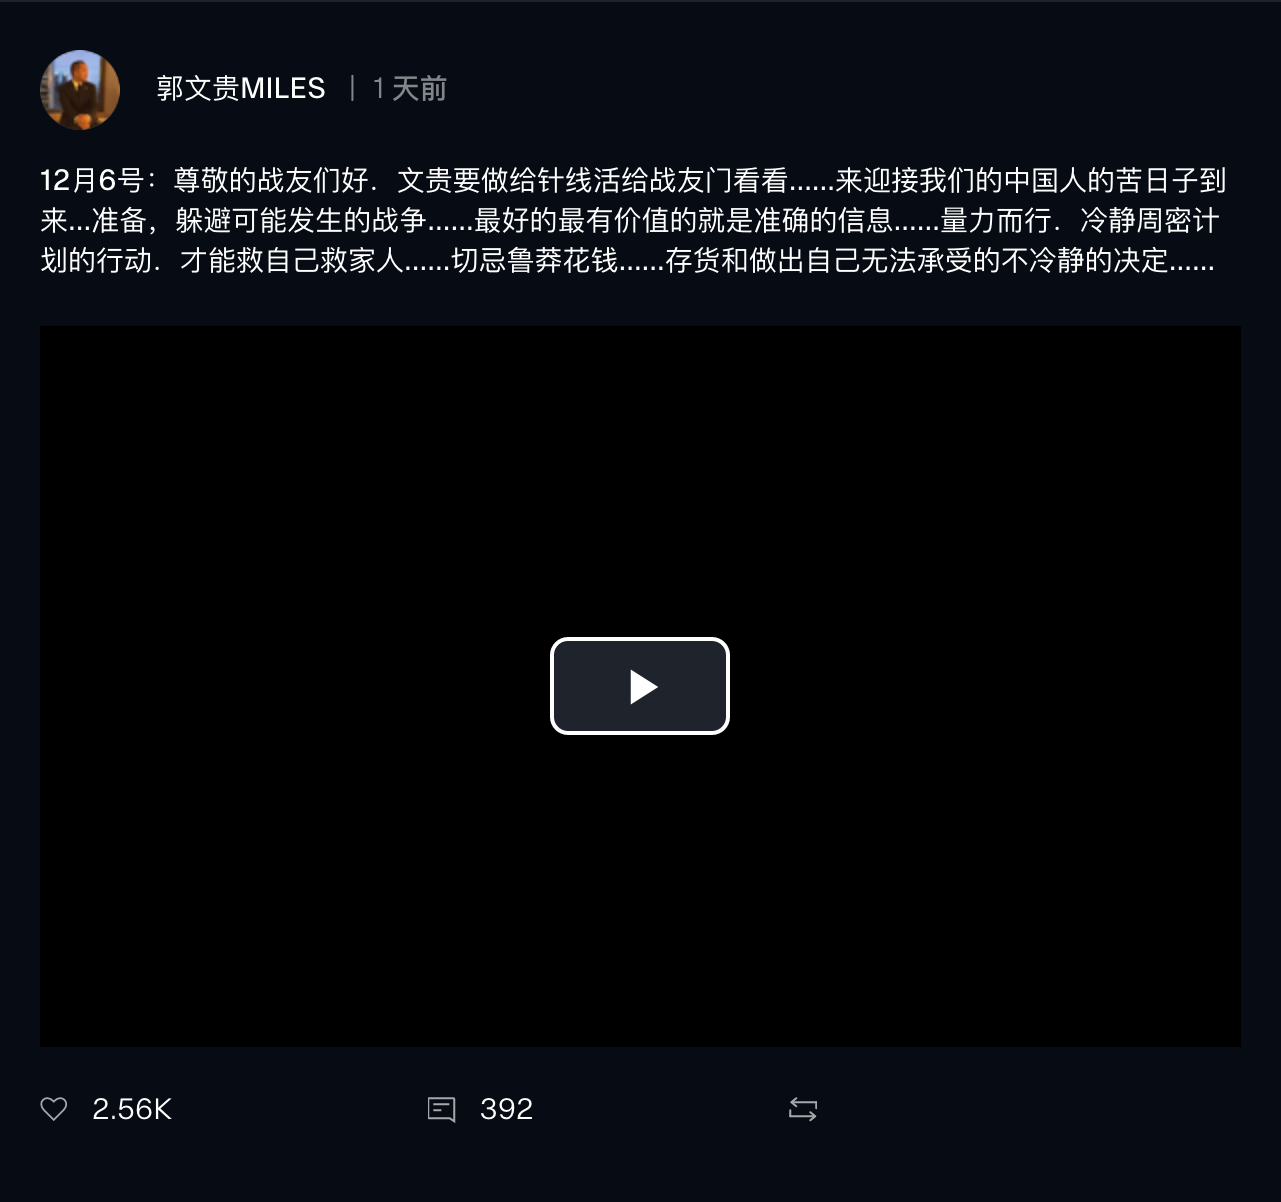 郭文贵MILES | 1 天前
12月6号：尊敬的战友们好．文贵要做给针线活给战友门看看……来迎接我们的中国人的苦日子到
来…准备，躲避可能发生的战争……最好的最有价值的就是准确的信息……量力而行．冷静周密计
划的行动．才能救自己救家人……切忌鲁莽花钱……存货和做出自己无法承受的不冷静的决定……
2.56K
392